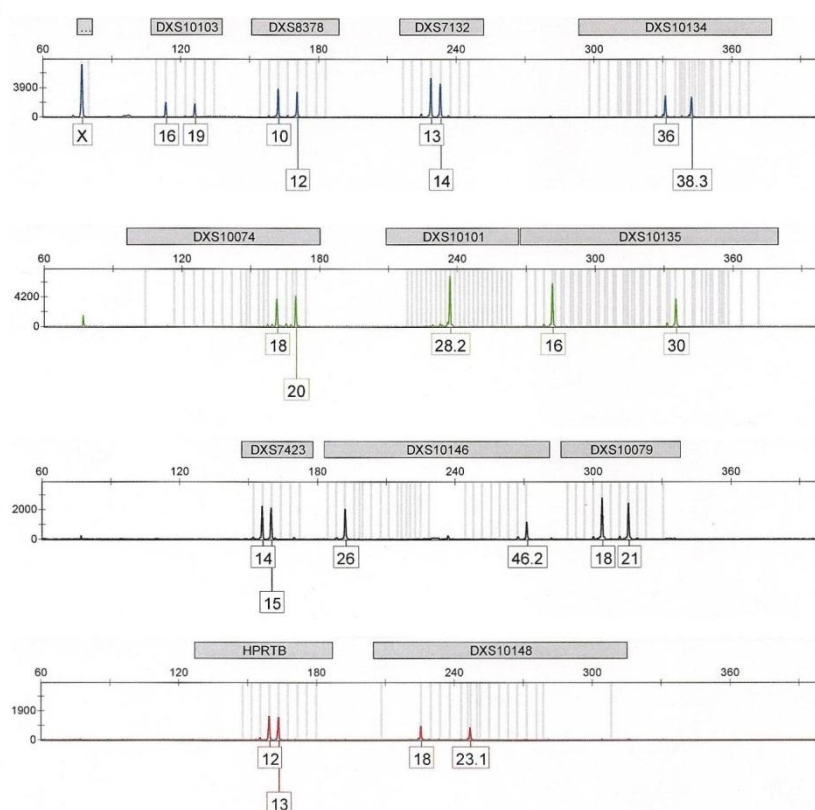 ... DXS10103 DXS8378 DXS7132 DXS10134
60 120 180 240 300 360
3900
0
X 16 19 10 13 36
12 14 38.3
DXS10074 DXS10101 DXS10135
60 120 180 240 300 360
4200
0
18 28.2 16 30
20
DXS7423 DXS10146 DXS10079
60 120 180 240 300 360
2000
0
14 26 46.2 18 21
15
HPRTB DXS10148
60 120 180 240 300 360
1900
0
12 18 23.1
13